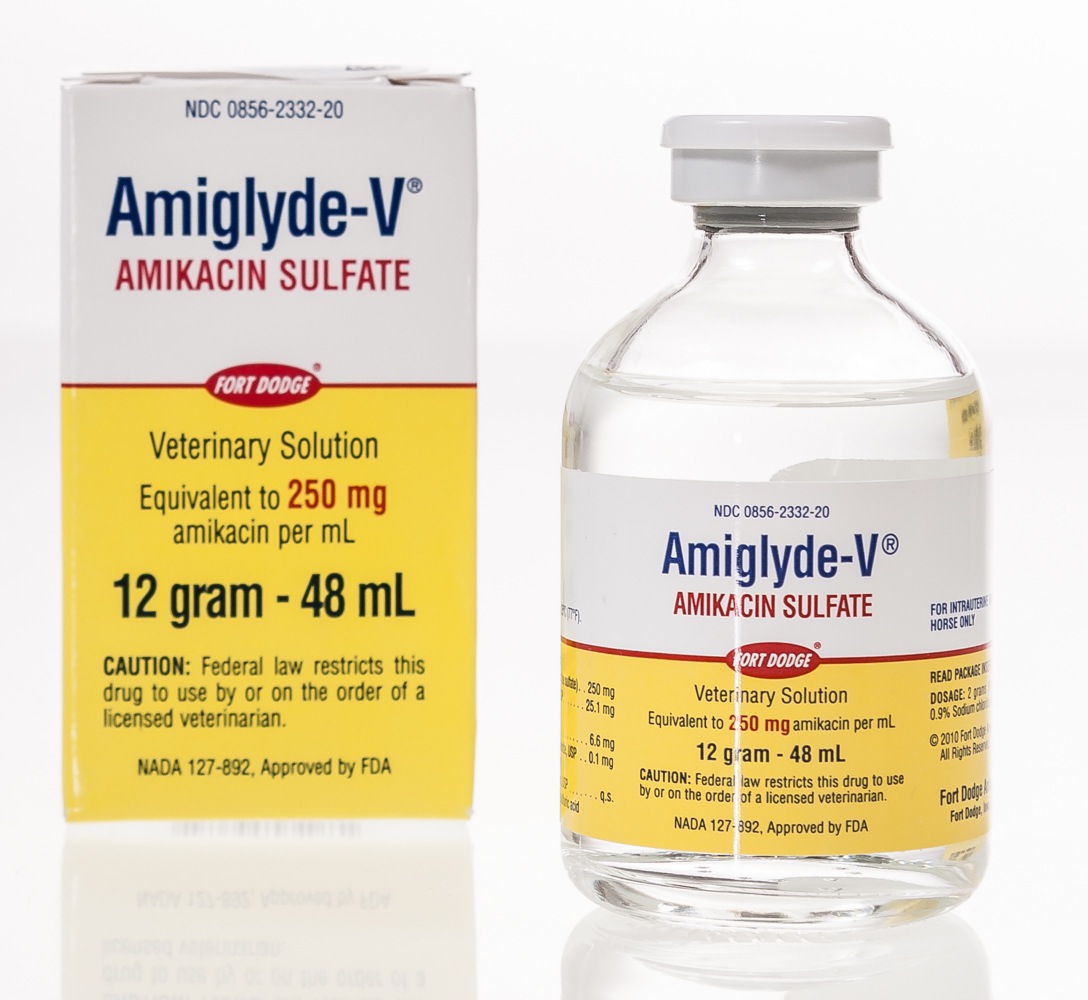 NDC 0856-2332-20
Amiglyde-V®
AMIKACIN SULFATE
FORT DODGE®
Veterinary Solution
Equivalent to 250 mg
amikacin per mL
12 gram - 48 mL
CAUTION: Federal law restricts this
drug to use by or on the order of a
licensed veterinarian.
NADA 127-892, Approved by FDA
NDC 0856-2332-20
Amiglyde-V®
AMIKACIN SULFATE
FORT DODGE®
Veterinary Solution
Equivalent to 250 mg amikacin per mL
12 gram - 48 mL
CAUTION: Federal law restricts this drug to use
by or on the order of a licensed veterinarian.
NADA 127-892, Approved by FDA
(77°F).
250 mg
25.1 mg
6.6 mg
USP . . 0.1 mg
q.s.
acid
FOR INTRAUTERINE
HORSE ONLY
READ PACKAGE
DOSAGE: 2 grams
0.9% Sodium
© 2010 Fort Dodge
All Rights
Fort Dodge
Fort Dodge,